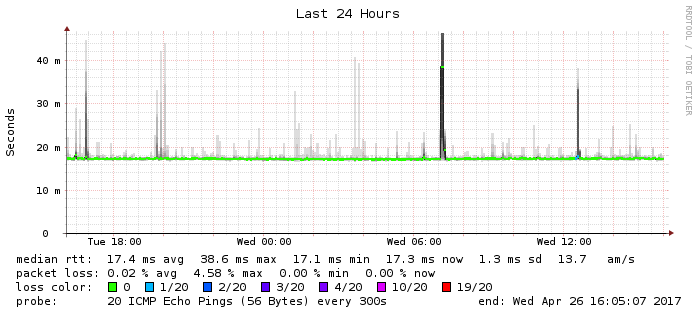 Last 24 Hours
RRDTOOL / TOBI OETIKER
Seconds
40 m
30 m
20 m
10 m
0
Tue 18:00 Wed 00:00 Wed 06:00 Wed 12:00
median rtt: 17.4 ms avg 38.6 ms max 17.1 ms min 17.3 ms now 1.3 ms sd 13.7 am/s
packet loss: 0.02 % avg 4.58 % max 0.00 % min 0.00 % now
loss color: 0 1/20 2/20 3/20 4/20 10/20 19/20
probe: 20 ICMP Echo Pings (56 Bytes) every 300s end: Wed Apr 26 16:05:07 2017